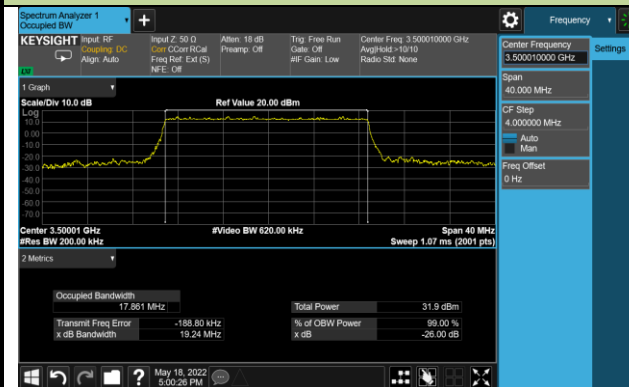 Spectrum Analyzer 1
Occupied BW
Frequency
KEYSIGHT
Input: RF
Coupling: DC
Align: Auto
Input Z: 50 Ω
Corr CCorr RCal
Freq Ref: Ext (S)
NFE: Off
Atten: 18 dB
Preamp: Off
Trig: Free Run
Gate: Off
#IF Gain: Low
Center Freq: 3.500010000 GHz
Avg|Hold:>10/10
Radio Std: None
Center Frequency
3.500010000 GHz
Settings
Span
40.000 MHz
CF Step
4.000000 MHz
Auto
Man
Freq Offset
0 Hz
1 Graph
Scale/Div 10.0 dB
Ref Value 20.00 dBm
Log
10.0
0.00
-10.0
-20.0
-30.0
-40.0
-50.0
-60.0
-70.0
Center 3.50001 GHz
#Video BW 620.00 kHz
Span 40 MHz
#Res BW 200.00 kHz
Sweep 1.07 ms (2001 pts)
2 Metrics
Occupied Bandwidth
17.861 MHz
Total Power 31.9 dBm
Transmit Freq Error -188.80 kHz
% of OBW Power 99.00 %
x dB Bandwidth 19.24 MHz
x dB -26.00 dB
May 18, 2022
5:00:26 PM